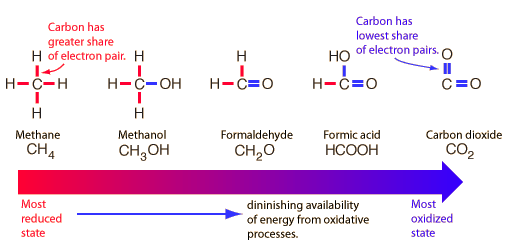 Carbon has
greater share
of electron pair.
Carbon has
lowest share
of electron pairs.
H
H–C–H
H
H
H–C–OH
H
H
H–C=O
HO
H–C=O
O
C=O
Methane
CH4
Methanol
CH3OH
Formaldehyde
CH2O
Formic acid
HCOOH
Carbon dioxide
CO2
Most
reduced
state
dininishing availability
of energy from oxidative
processes.
Most
oxidized
state